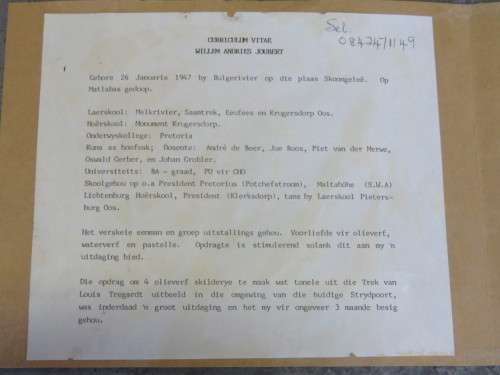 Sel.
0847471149
CURRICULUM VITAE
WILLEM ANDRIES JOUBERT
Gebore 26 Januarie 1947 by Bulgerivier op die plaas Skoongeluk. Op
Matlabas gedoop.
Laerskool: Melkrivier, Saamtrek, Eeufees en Krugersdorp Oos.
Hoërskool: Monument Krugersdorp.
Onderwyskollege: Pretoria
Kuns as hoofvak; Dosente: André de Beer, Joe Roos, Piet van der Merwe,
Oswald Gerber, en Johan Grobler.
Universiteits: BA - graad, PU vir CHO
Skoolgehou op o.a President Pretorius (Potchefstroom), Maltahöhe (S.W.A)
Lichtenburg Hoërskool, President (Klerksdorp), tans by Laerskool Pieters-
burg Oos.
Het verskeie eenman en groep uitstallings gehou. Voorliefde vir olieverf,
waterverf en pastelle. Opdragte is stimulerend solank dit aan my 'n
uitdaging bied.
Die opdrag om 4 olieverf skilderye te maak wat tonele uit die Trek van
Louis Tregardt uitbeeld in die omgewing van die huidige Strydpoort,
was inderdaad 'n groot uitdaging en het my vir ongeveer 3 maande besig
gehou.